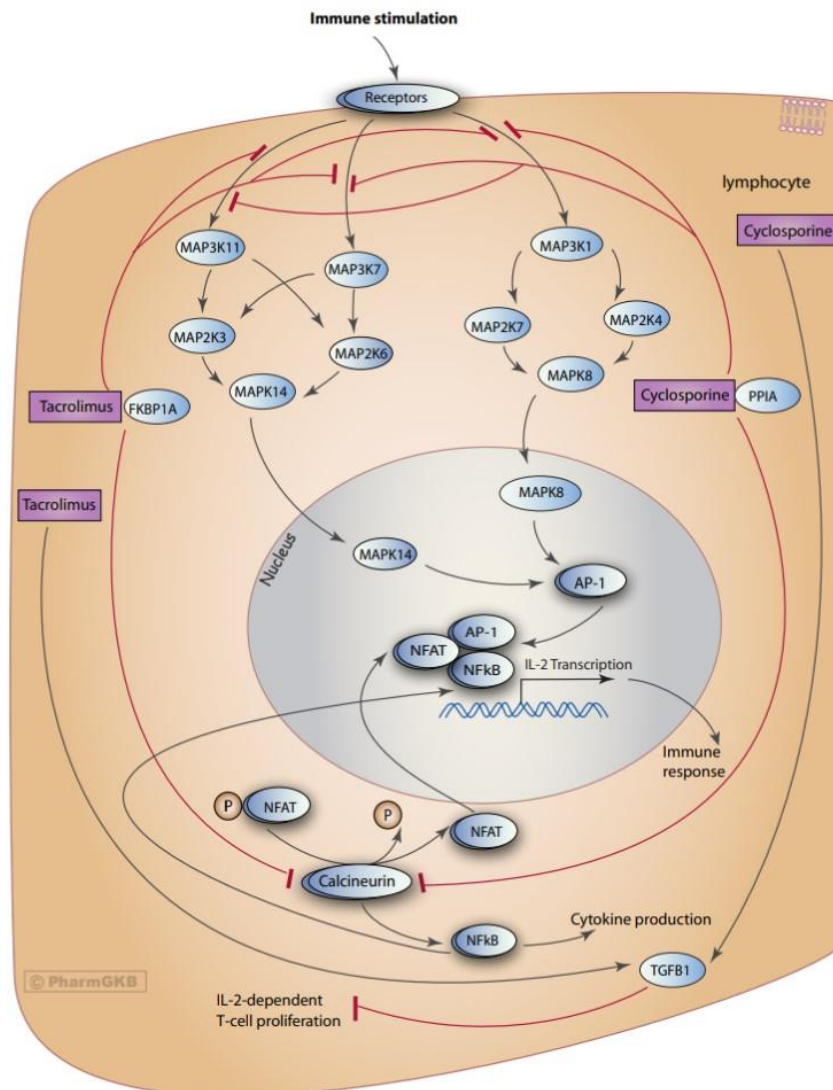 Immune stimulation
Receptors
lymphocyte
Cyclosporine
MAP3K11
MAP3K7
MAP3K1
MAP2K3
MAP2K6
MAP2K7
MAP2K4
MAPK14
MAPK8
Tacrolimus
FKBP1A
Cyclosporine
PPIA
Tacrolimus
MAPK8
Nucleus
MAPK14
AP-1
AP-1
NFAT
NFkB
IL-2 Transcription
Immune
response
P
NFAT
P
NFAT
Calcineurin
NFkB
Cytokine production
TGFB1
© PharmGKB
IL-2-dependent
T-cell proliferation